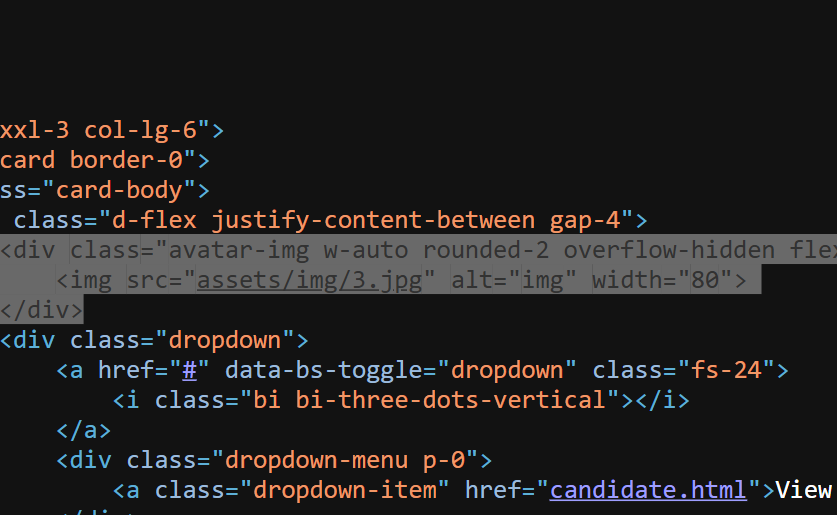 xxl-3 col-lg-6">
card border-0">
ss="card-body">
class="d-flex justify-content-between gap-4">
<div class="avatar-img w-auto rounded-2 overflow-hidden flex
<img src="assets/img/3.jpg" alt="img" width="80">
</div>
<div class="dropdown">
<a href="#" data-bs-toggle="dropdown" class="fs-24">
<i class="bi bi-three-dots-vertical"></i>
</a>
<div class="dropdown-menu p-0">
<a class="dropdown-item" href="candidate.html">View